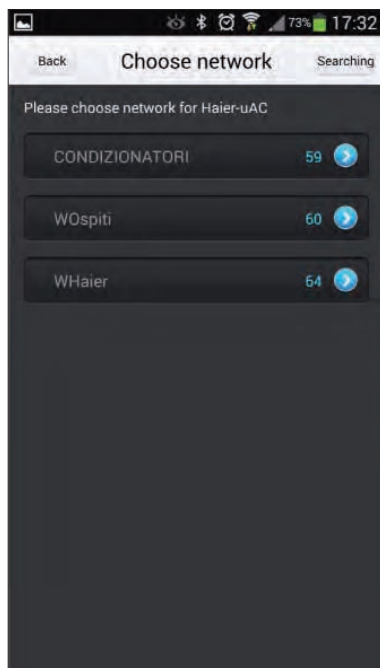 73% 17:32
Back Choose network Searching
Please choose network for Haier-uAC
CONDIZIONATORI 59
WOspiti 60
WHaier 64